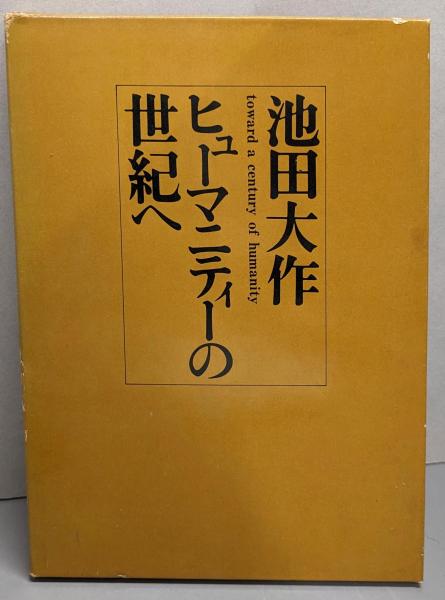 池田大作
toward a century of humanity
ヒューマニティーの
世紀へ